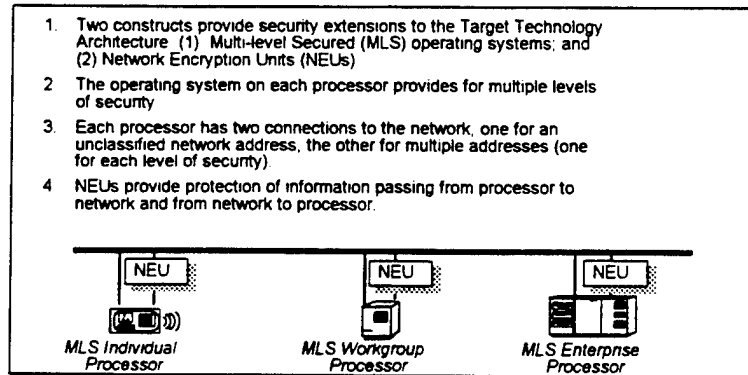 1. Two constructs provide security extensions to the Target Technology
Architecture (1) Multi-level Secured (MLS) operating systems; and
(2) Network Encryption Units (NEUs)
2 The operating system on each processor provides for multiple levels
of security
3. Each processor has two connections to the network, one for an
unclassified network address, the other for multiple addresses (one
for each level of security).
4 NEUs provide protection of information passing from processor to
network and from network to processor.
NEU NEU NEU
MLS Individual MLS Workgroup MLS Enterprise
Processor Processor Processor